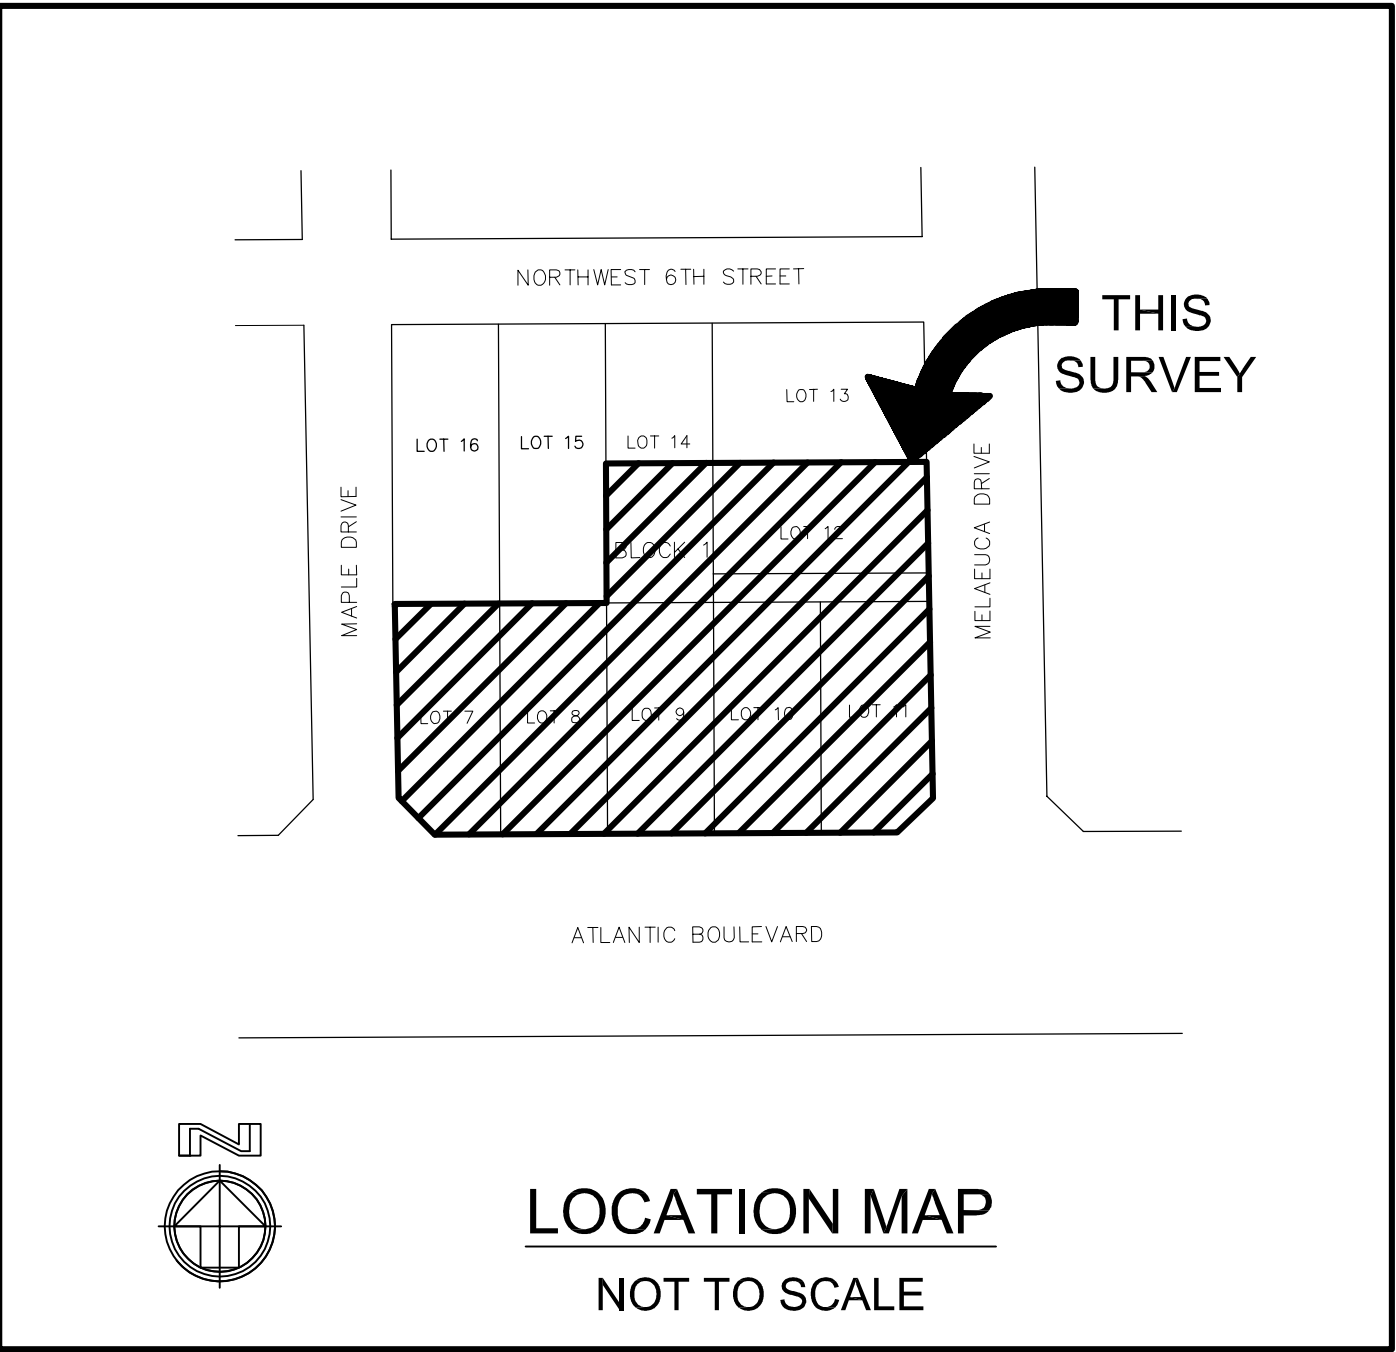 NORTHWEST 6TH STREET
THIS
SURVEY
LOT 13
LOT 16
LOT 15
LOT 14
MAPLE DRIVE
MELAEUCA DRIVE
LOT 12
BLOCK 1
LOT 7
LOT 8
LOT 9
LOT 10
LOT 11
ATLANTIC BOULEVARD
N
LOCATION MAP
NOT TO SCALE